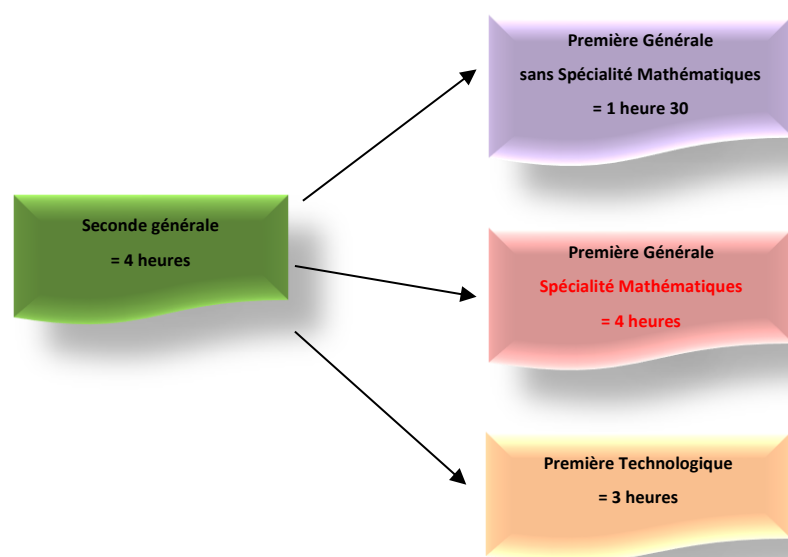 Première Générale
sans Spécialité Mathématiques
= 1 heure 30
Seconde générale
= 4 heures
Première Générale
Spécialité Mathématiques
= 4 heures
Première Technologique
= 3 heures